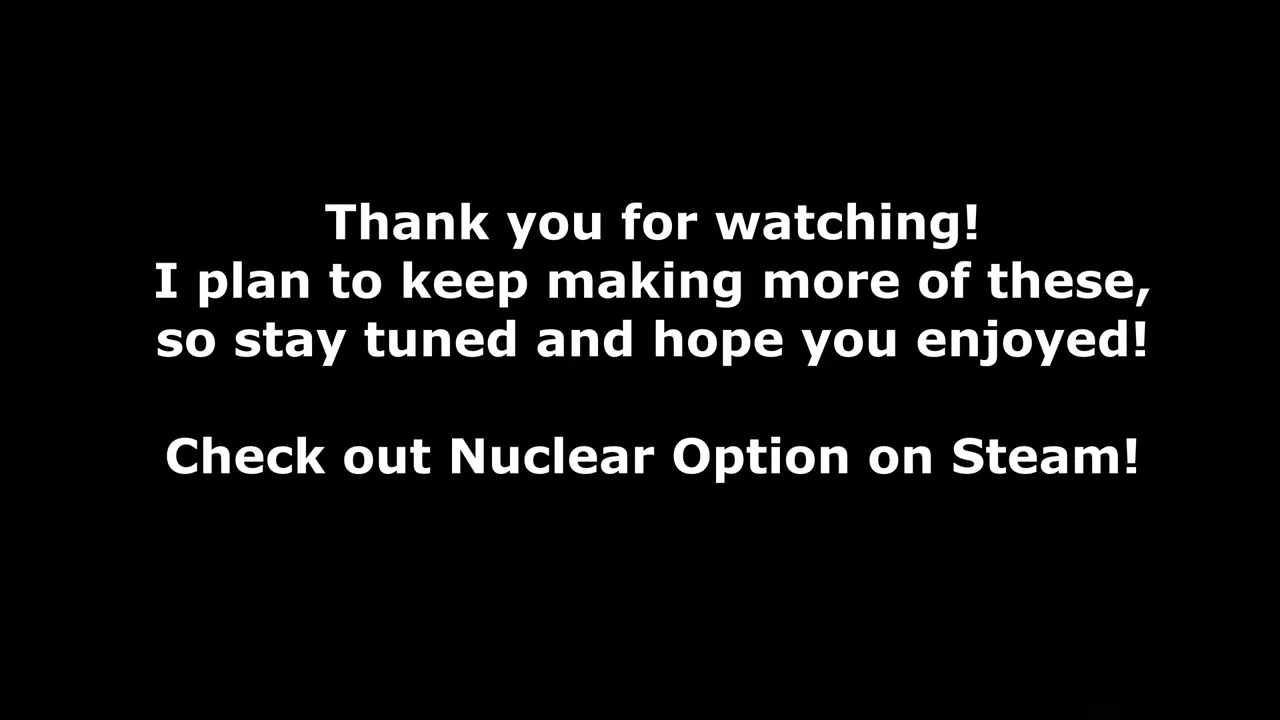 Thank you for watching!
I plan to keep making more of these,
so stay tuned and hope you enjoyed!
Check out Nuclear Option on Steam!